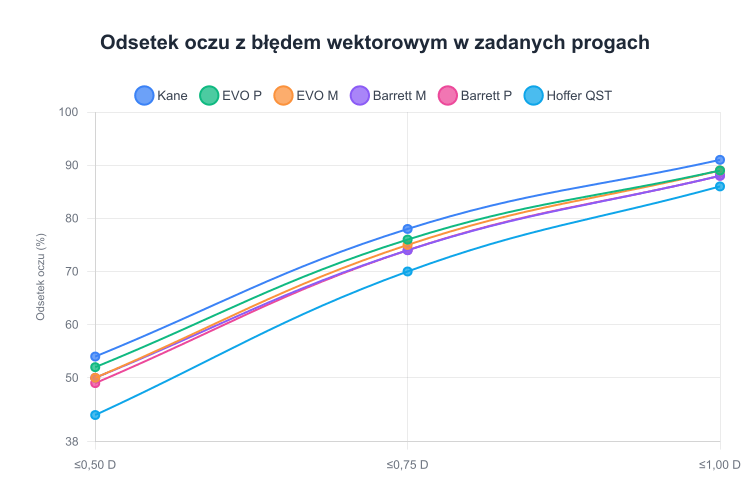 Odsetek oczu z błędem wektorowym w zadanych progach
Kane EVO P EVO M Barrett M Barrett P Hoffer QST
100
90
80
70
60
50
38
Odsetek oczu (%)
≤0,50 D ≤0,75 D ≤1,00 D